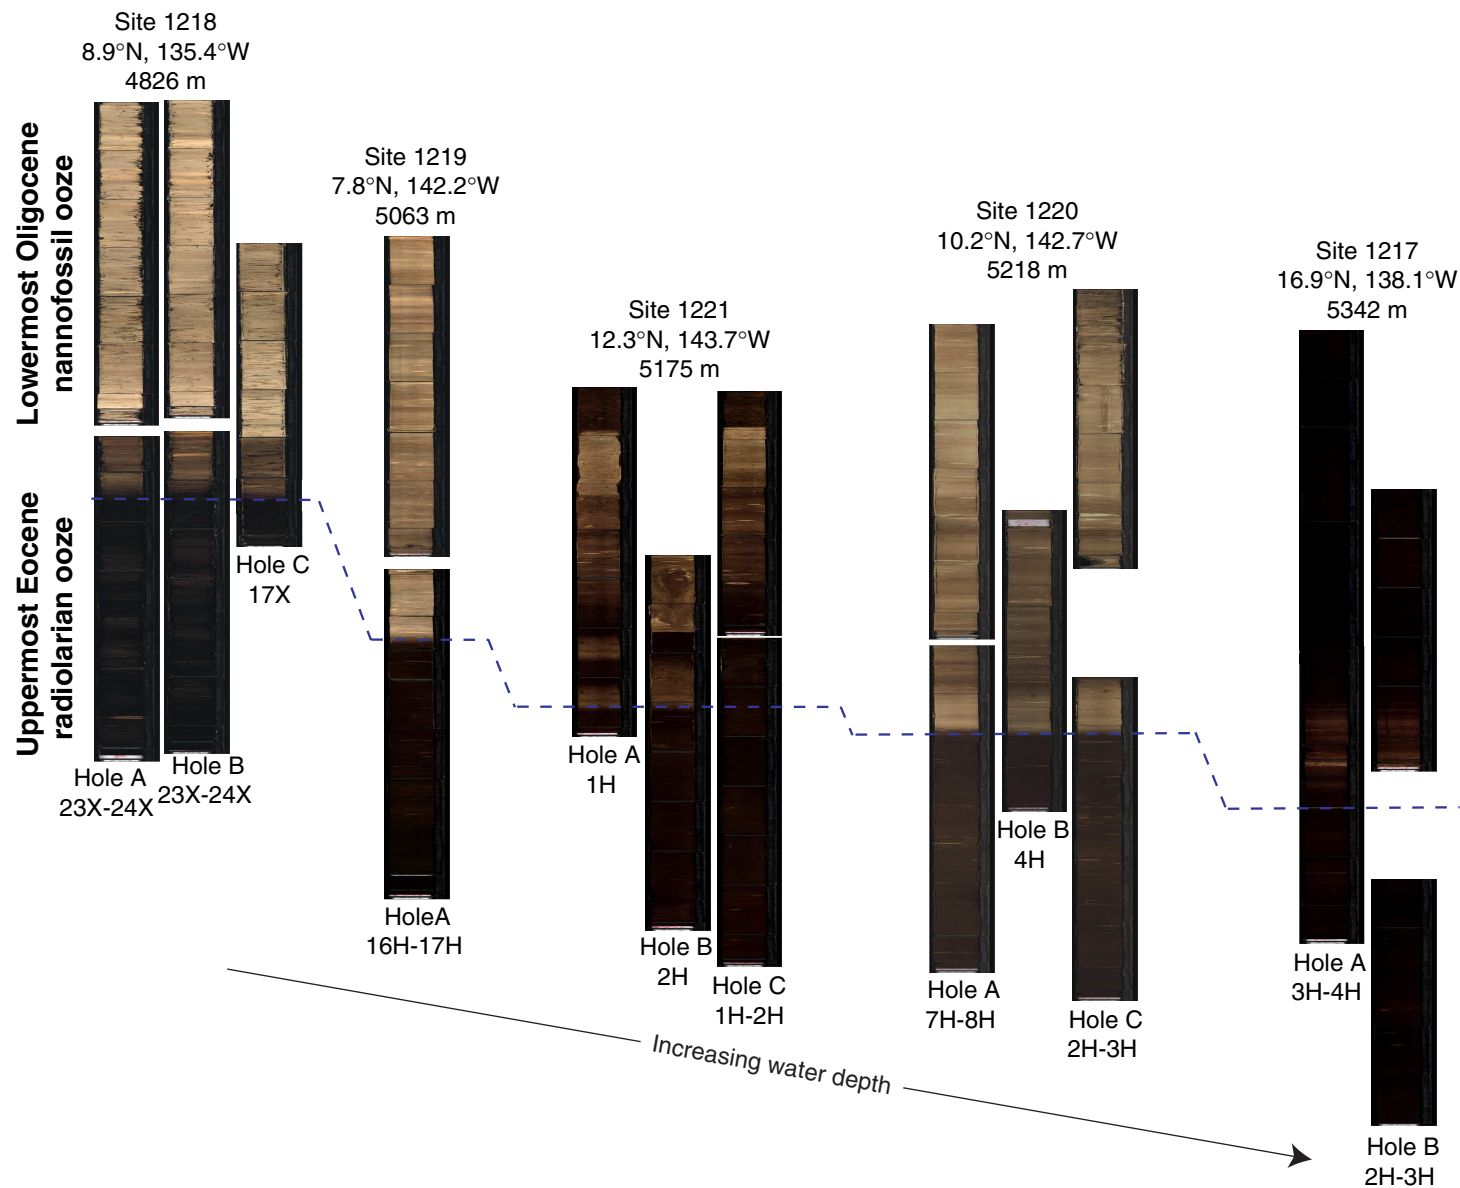 Site 1218
8.9°N, 135.4°W
4826 m
Lowermost Oligocene
nannofossil ooze
Uppermost Eocene
radiolarian ooze
Hole A
23X-24X
Hole B
23X-24X
Hole C
17X
Site 1219
7.8°N, 142.2°W
5063 m
HoleA
16H-17H
Site 1221
12.3°N, 143.7°W
5175 m
Hole A
1H
Hole B
2H
Hole C
1H-2H
Site 1220
10.2°N, 142.7°W
5218 m
Hole A
7H-8H
Hole B
4H
Hole C
2H-3H
Site 1217
16.9°N, 138.1°W
5342 m
Hole A
3H-4H
Hole B
2H-3H
Increasing water depth